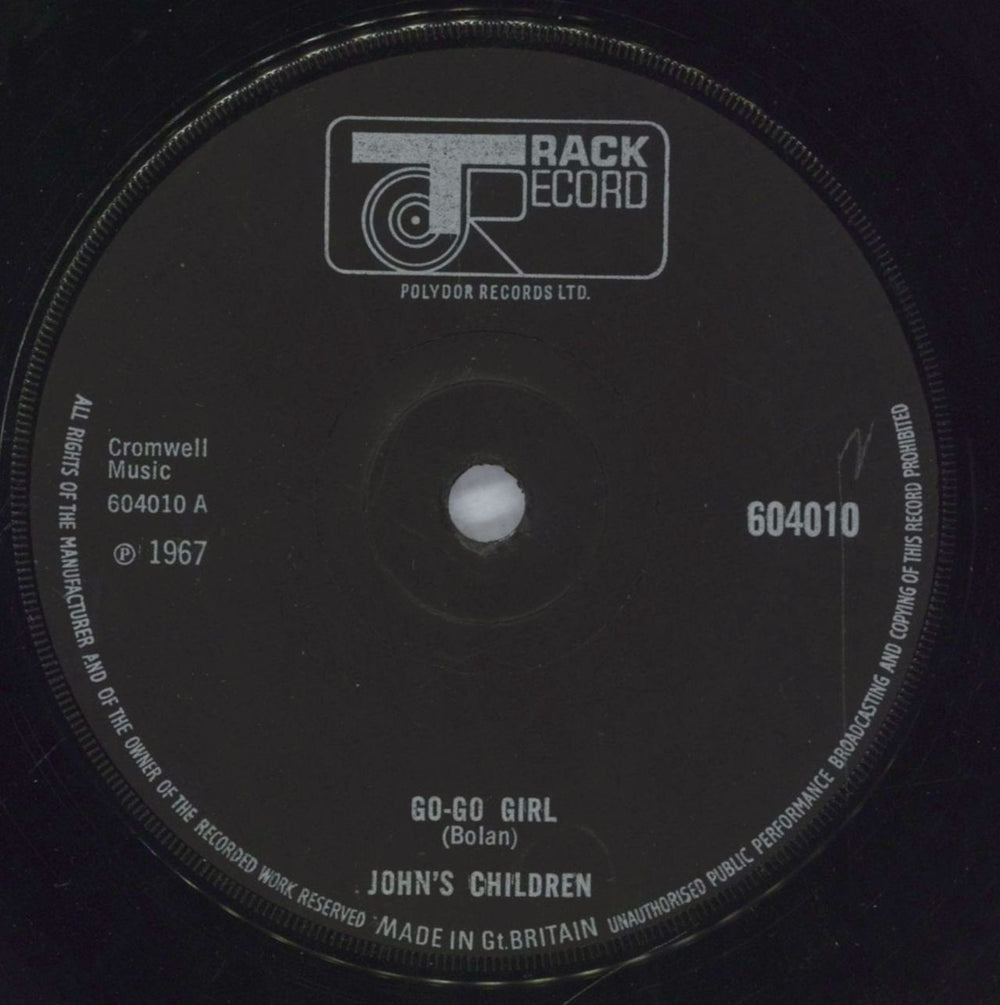 TRACK
RECORD
POLYDOR RECORDS LTD.
Cromwell
Music
604010 A
℗ 1967
604010
GO-GO GIRL
(Bolan)
JOHN'S CHILDREN
ALL RIGHTS OF THE MANUFACTURER AND OF THE OWNER OF THE RECORDED WORK RESERVED MADE IN Gt. BRITAIN UNAUTHORISED PUBLIC PERFORMANCE BROADCASTING AND COPYING OF THIS RECORD PROHIBITED